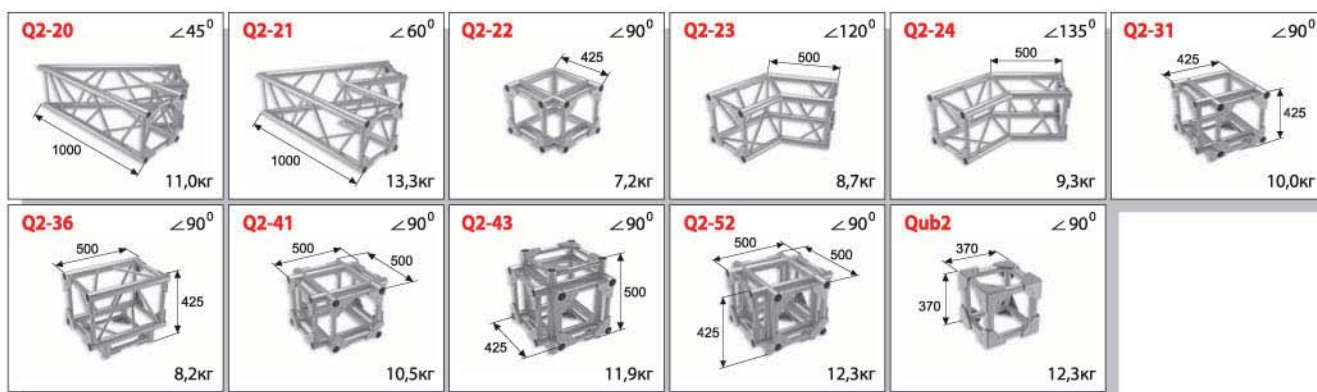 Q2-20 ∠45⁰
1000
11,0кг
Q2-21 ∠60⁰
1000
13,3кг
Q2-22 ∠90⁰
425
7,2кг
Q2-23 ∠120⁰
500
8,7кг
Q2-24 ∠135⁰
500
9,3кг
Q2-31 ∠90⁰
425
425
10,0кг
Q2-36 ∠90⁰
500
425
8,2кг
Q2-41 ∠90⁰
500
500
10,5кг
Q2-43 ∠90⁰
500
425
11,9кг
Q2-52 ∠90⁰
500
500
425
12,3кг
Qub2 ∠90⁰
370
370
12,3кг